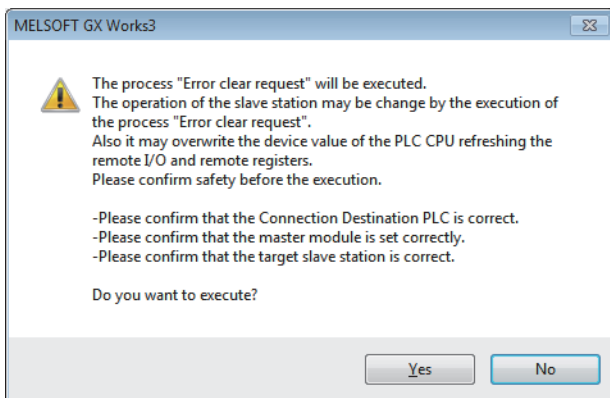 MELSOFT GX Works3
The process "Error clear request" will be executed.
The operation of the slave station may be change by the execution of
the process "Error clear request".
Also it may overwrite the device value of the PLC CPU refreshing the
remote I/O and remote registers.
Please confirm safety before the execution.
-Please confirm that the Connection Destination PLC is correct.
-Please confirm that the master module is set correctly.
-Please confirm that the target slave station is correct.
Do you want to execute?
Yes
No